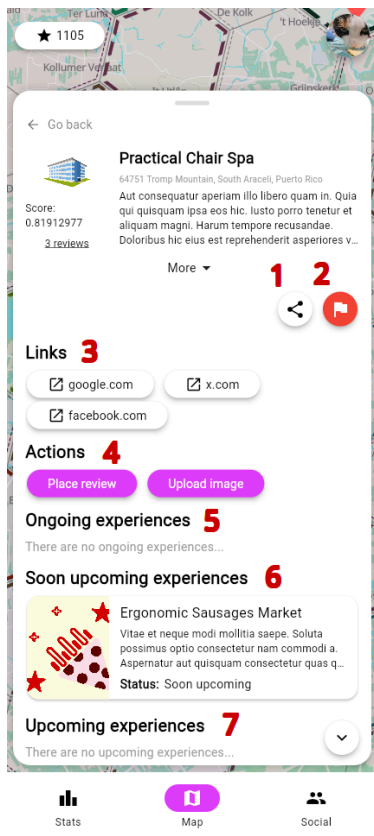 Ter Luna
De Kolk
't Hoekje
★ 1105
Kollumer Verlaat
← Go back
Practical Chair Spa
64751 Tromp Mountain, South Araceli, Puerto Rico
Aut consequatur aperiam illo libero quam in. Quia
qui quisquam ipsa eos hic. Iusto porro tenetur et
aliquam magni. Harum tempore recusandae.
Doloribus hic eius est reprehenderit asperiores v...
Score:
0.81912977
3 reviews
More
1 2
Links 3
google.com x.com
facebook.com
Actions 4
Place review Upload image
Ongoing experiences 5
There are no ongoing experiences...
Soon upcoming experiences 6
Ergonomic Sausages Market
Vitae et neque modi mollitia saepe. Soluta
possimus optio consectetur nam commodi a.
Aspernatur aut quisquam consectetur quas q...
Status: Soon upcoming
Upcoming experiences 7
There are no upcoming experiences...
Stats Map Social